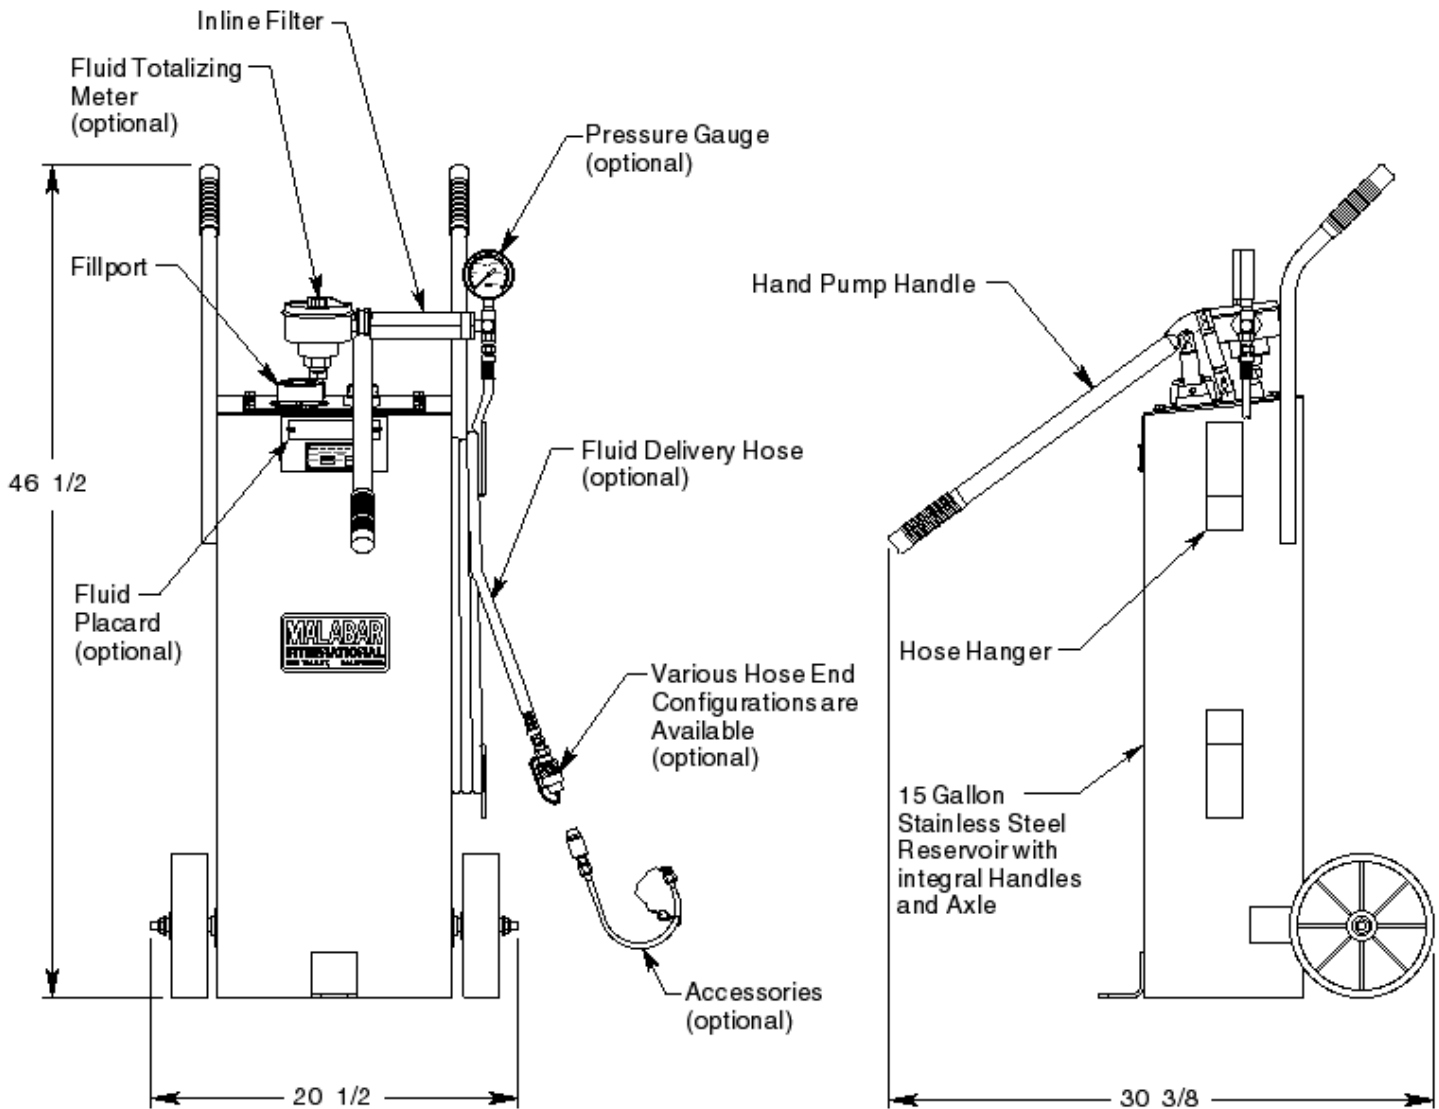 Inline Filter
Fluid Totalizing
Meter
(optional)
Pressure Gauge
(optional)
Fillport
Hand Pump Handle
Fluid Delivery Hose
(optional)
46 1/2
Fluid
Placard
(optional)
MALABAR
INTERNATIONAL
Hose Hanger
Various Hose End
Configurations are
Available
(optional)
15 Gallon
Stainless Steel
Reservoir with
integral Handles
and Axle
Accessories
(optional)
20 1/2
30 3/8